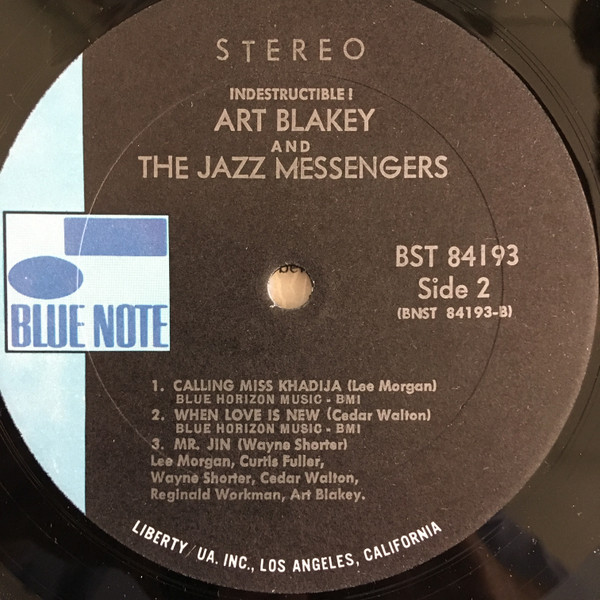 STEREO
INDESTRUCTIBLE!
ART BLAKEY
AND
THE JAZZ MESSENGERS
BLUE NOTE
BST 84193
Side 2
(BNST 84193-B)
1. CALLING MISS KHADIJA (Lee Morgan)
BLUE HORIZON MUSIC - BMI
2. WHEN LOVE IS NEW (Cedar Walton)
BLUE HORIZON MUSIC - BMI
3. MR. JIN (Wayne Shorter)
Lee Morgan, Curtis Fuller,
Wayne Shorter, Cedar Walton,
Reginald Workman, Art Blakey.
LIBERTY/UA. INC., LOS ANGELES, CALIFORNIA